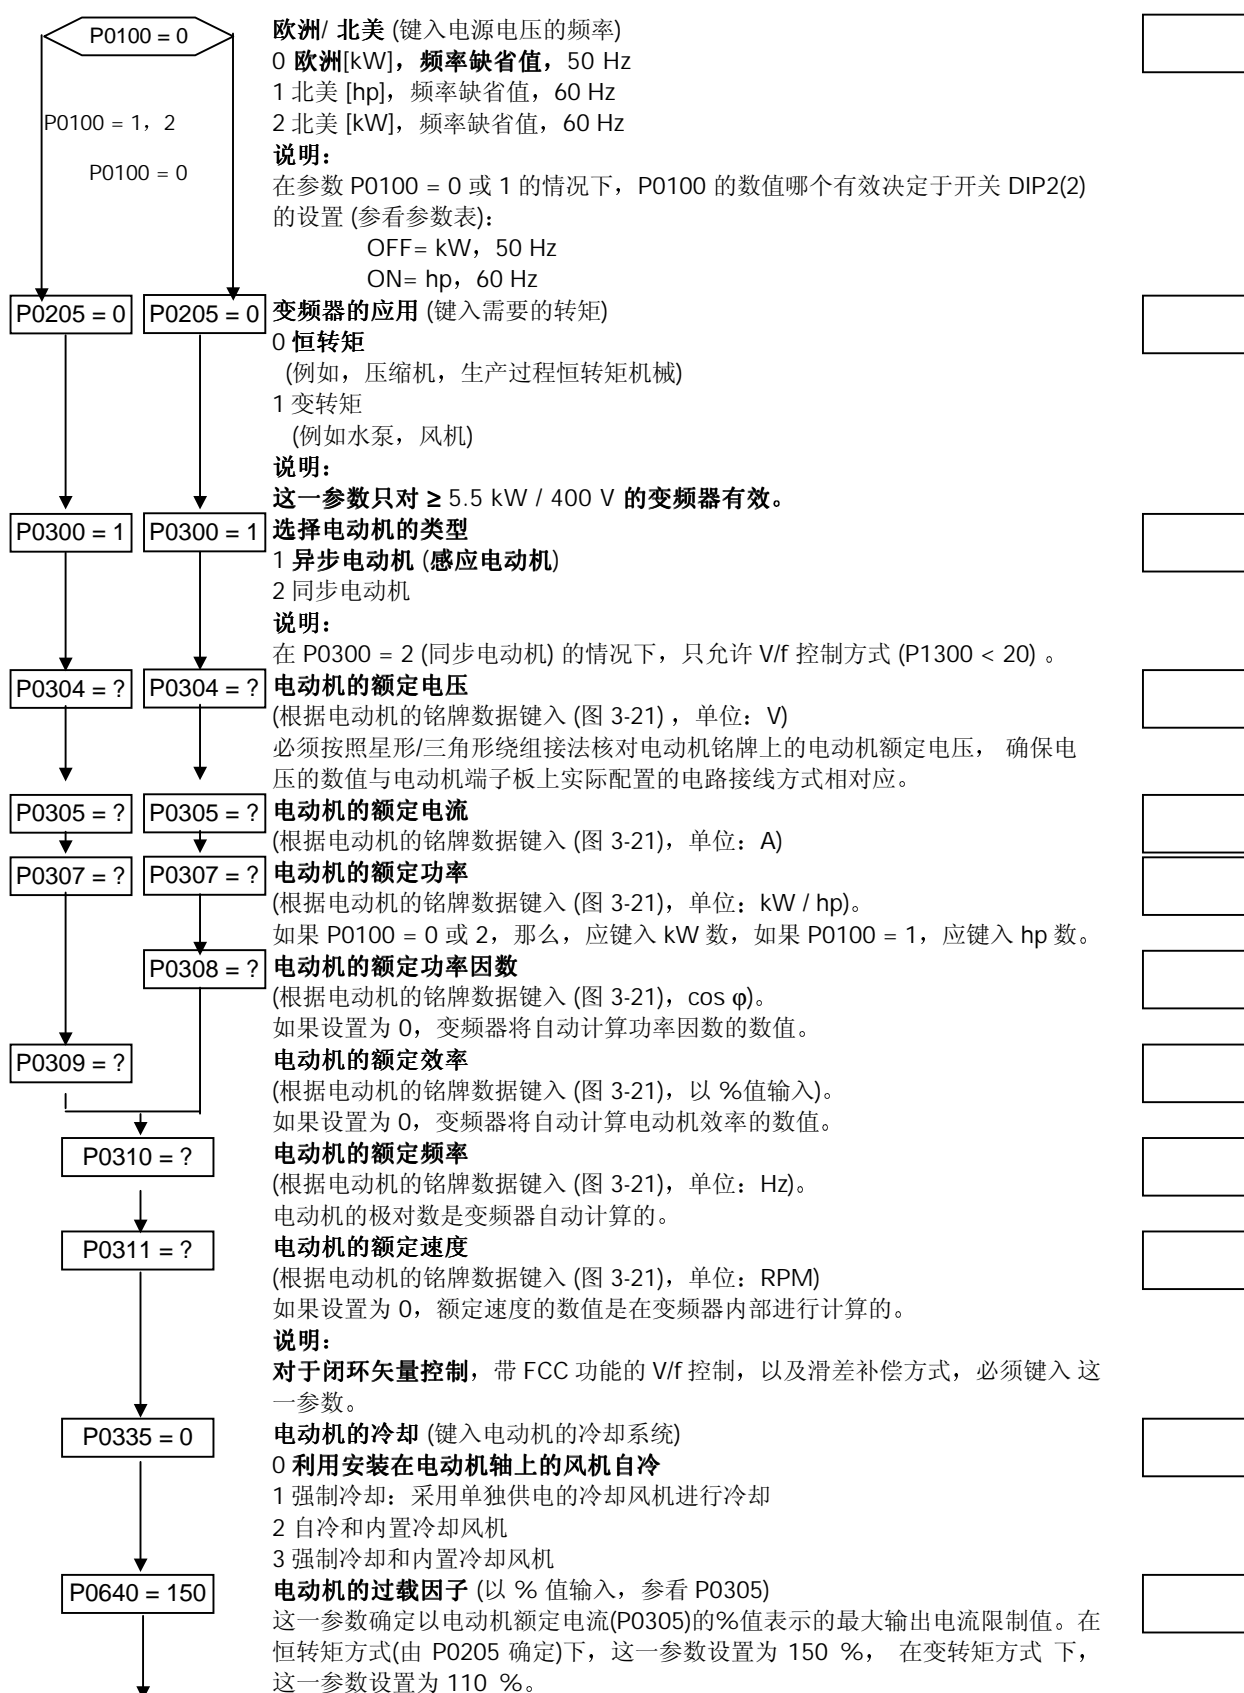 P0100 = 0
欧洲/ 北美 (键入电源电压的频率)
0 欧洲[kW]，频率缺省值，50 Hz
1 北美 [hp]，频率缺省值，60 Hz
P0100 = 1，2
2 北美 [kW]，频率缺省值，60 Hz
说明：
P0100 = 0
在参数 P0100 = 0 或 1 的情况下，P0100 的数值哪个有效决定于开关 DIP2(2)
的设置 (参看参数表)：
OFF= kW，50 Hz
ON= hp，60 Hz
P0205 = 0 P0205 = 0 变频器的应用 (键入需要的转矩)
0 恒转矩
(例如，压缩机，生产过程恒转矩机械)
1 变转矩
(例如水泵，风机)
说明：
这一参数只对 ≥ 5.5 kW / 400 V 的变频器有效。
P0300 = 1 P0300 = 1 选择电动机的类型
1 异步电动机 (感应电动机)
2 同步电动机
说明：
在 P0300 = 2 (同步电动机) 的情况下，只允许 V/f 控制方式 (P1300 < 20) 。
P0304 = ? P0304 = ? 电动机的额定电压
(根据电动机的铭牌数据键入 (图 3-21) ，单位：V)
必须按照星形/三角形绕组接法核对电动机铭牌上的电动机额定电压， 确保电
压的数值与电动机端子板上实际配置的电路接线方式相对应。
P0305 = ? P0305 = ? 电动机的额定电流
(根据电动机的铭牌数据键入 (图 3-21)，单位：A)
P0307 = ? P0307 = ? 电动机的额定功率
(根据电动机的铭牌数据键入 (图 3-21)，单位：kW / hp)。
如果 P0100 = 0 或 2，那么，应键入 kW 数，如果 P0100 = 1，应键入 hp 数。
P0308 = ? 电动机的额定功率因数
(根据电动机的铭牌数据键入 (图 3-21)，cos φ)。
如果设置为 0，变频器将自动计算功率因数的数值。
P0309 = ? 电动机的额定效率
(根据电动机的铭牌数据键入 (图 3-21)，以 %值输入)。
如果设置为 0，变频器将自动计算电动机效率的数值。
P0310 = ? 电动机的额定频率
(根据电动机的铭牌数据键入 (图 3-21)，单位：Hz)。
电动机的极对数是变频器自动计算的。
P0311 = ? 电动机的额定速度
(根据电动机的铭牌数据键入 (图 3-21)，单位：RPM)
如果设置为 0，额定速度的数值是在变频器内部进行计算的。
说明：
对于闭环矢量控制，带 FCC 功能的 V/f 控制，以及滑差补偿方式，必须键入 这
一参数。
P0335 = 0 电动机的冷却 (键入电动机的冷却系统)
0 利用安装在电动机轴上的风机自冷
1 强制冷却：采用单独供电的冷却风机进行冷却
2 自冷和内置冷却风机
3 强制冷却和内置冷却风机
P0640 = 150 电动机的过载因子 (以 % 值输入，参看 P0305)
这一参数确定以电动机额定电流(P0305)的%值表示的最大输出电流限制值。在
恒转矩方式(由 P0205 确定)下，这一参数设置为 150 %， 在变转矩方式 下，
这一参数设置为 110 %。